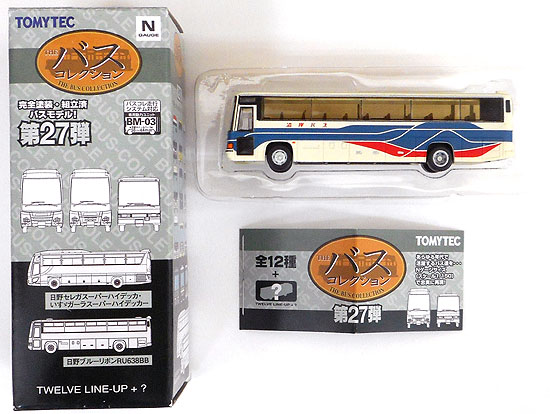 TOMYTEC
N
GAUGE
THE
バス
コレクション
THE BUS COLLECTION
完全塗装・組立済
バスモデル!
第27弾
バスコレ走行
システム対応
BM-03
日野セレガスーパーハイデッカ・
いすゞガーラスーパーハイデッカー
日野ブルーリボンRU638BB
TWELVE LINE-UP + ?
沿岸バス
TOMYTEC
全12種
+
?
TWELVE LINE-UP + ?
THE
バス
コレクション
THE BUS COLLECTION
第27弾